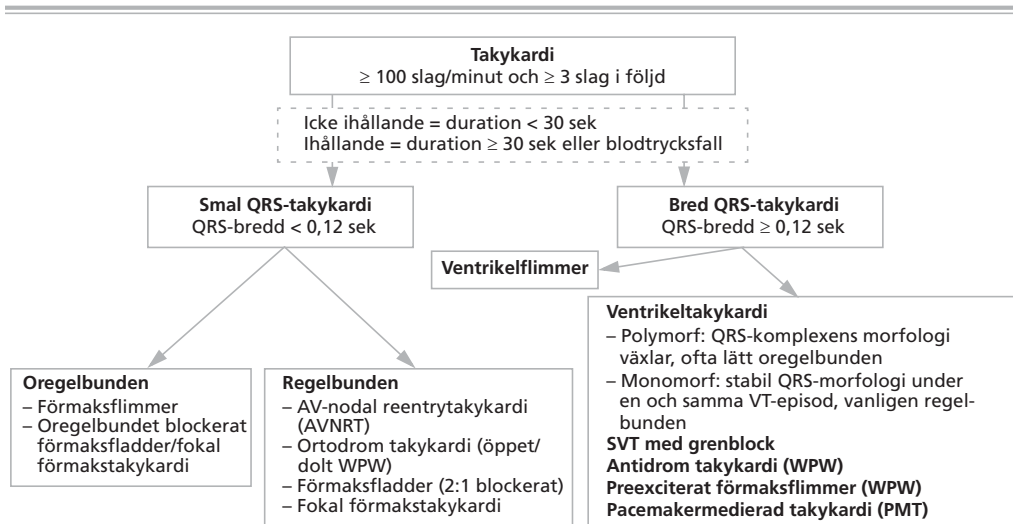 Takykardi
≥ 100 slag/minut och ≥ 3 slag i följd
Icke ihållande = duration < 30 sek
Ihållande = duration ≥ 30 sek eller blodtrycksfall
Smal QRS-takykardi
QRS-bredd < 0,12 sek
Bred QRS-takykardi
QRS-bredd ≥ 0,12 sek
Ventrikelflimmer
Oregelbunden
– Förmaksflimmer
– Oregelbundet blockerat
förmaksfladder/fokal
förmakstakykardi
Regelbunden
– AV-nodal reentrytakykardi
(AVNRT)
– Ortodrom takykardi (öppet/
dolt WPW)
– Förmaksfladder (2:1 blockerat)
– Fokal förmakstakykardi
Ventrikeltakykardi
– Polymorf: QRS-komplexens morfologi
växlar, ofta lätt oregelbunden
– Monomorf: stabil QRS-morfologi under
en och samma VT-episod, vanligen regel-
bunden
SVT med grenblock
Antidrom takykardi (WPW)
Preexciterat förmaksflimmer (WPW)
Pacemakermedierad takykardi (PMT)